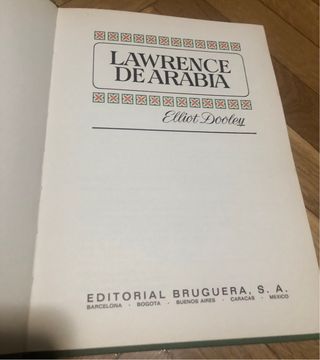 LAWRENCE
DE ARABIA
Elliot Dooley
EDITORIAL BRUGUERA, S. A.
BARCELONA · BOGOTA · BUENOS AIRES · CARACAS · MEXICO